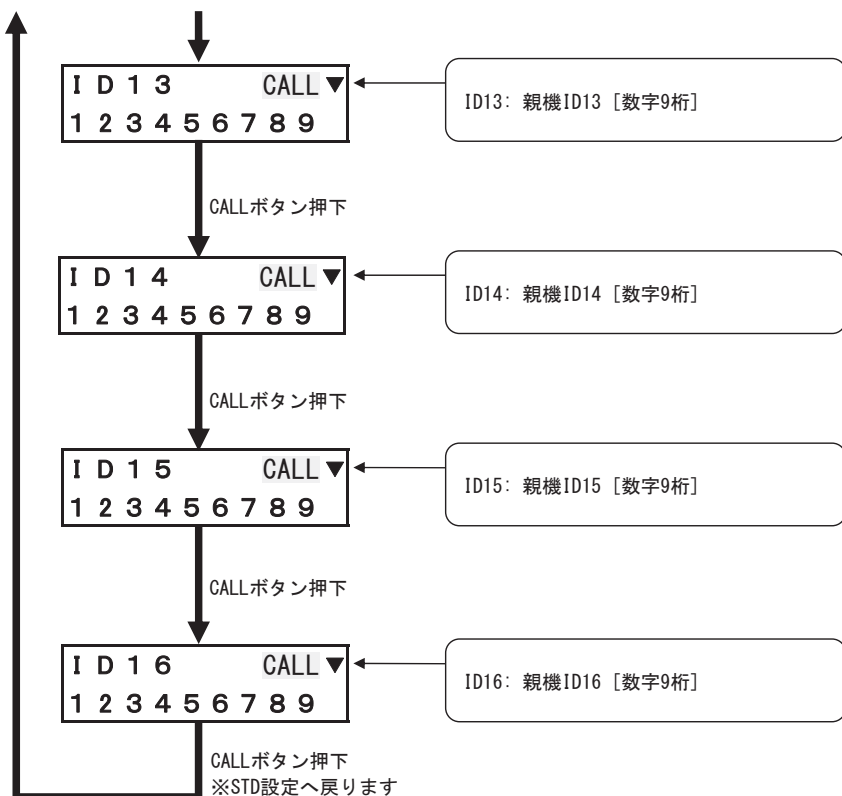 ID13 CALL▼
123456789
ID13: 親機ID13 [数字9桁]
CALLボタン押下
ID14 CALL▼
123456789
ID14: 親機ID14 [数字9桁]
CALLボタン押下
ID15 CALL▼
123456789
ID15: 親機ID15 [数字9桁]
CALLボタン押下
ID16 CALL▼
123456789
ID16: 親機ID16 [数字9桁]
CALLボタン押下
※STD設定へ戻ります